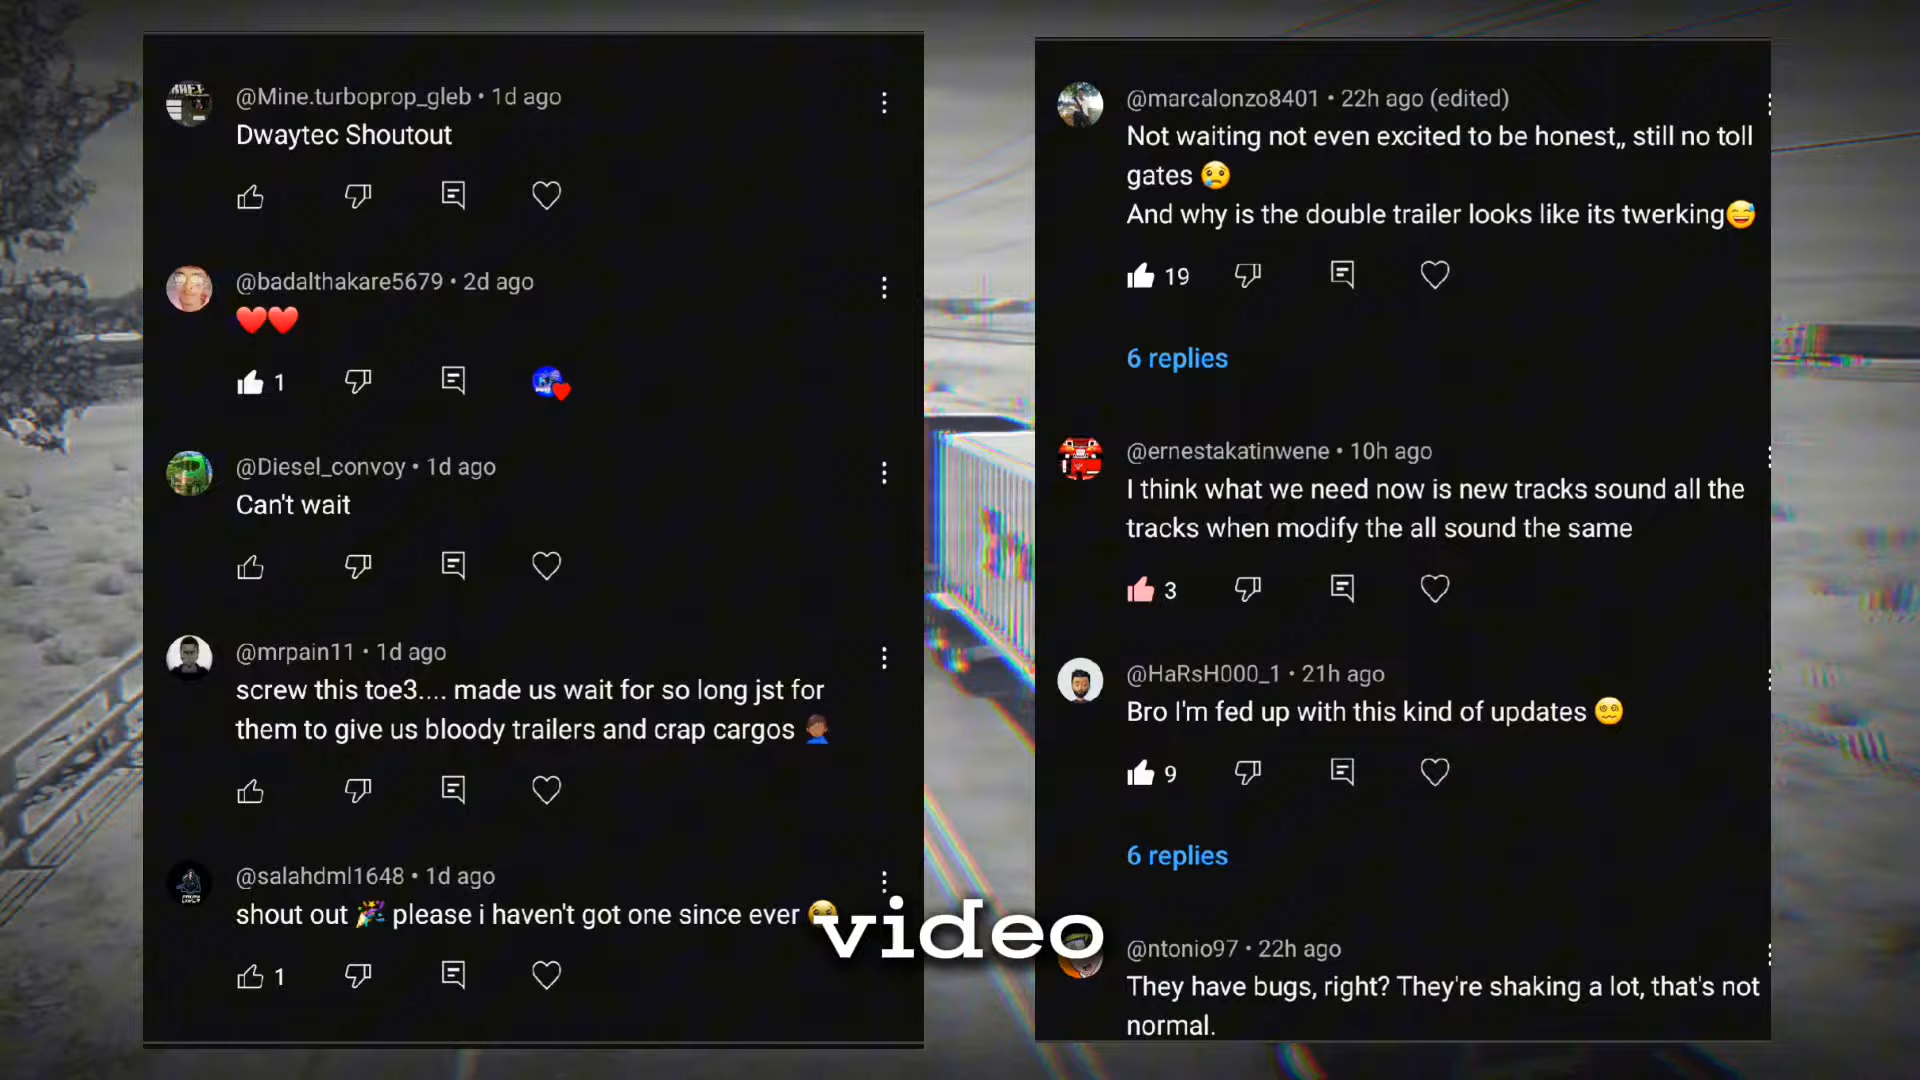 @Mine.turboprop_gleb • 1d ago
Dwaytec Shoutout
@badalthakare5679 • 2d ago
❤️❤️
1
@Diesel_convoy • 1d ago
Can't wait
@mrpain11 • 1d ago
screw this toe3.... made us wait for so long jst for
them to give us bloody trailers and crap cargos 🤦🏾
@salahdml1648 • 1d ago
shout out 🎉 please i haven't got one since ever 😢
1
@marcalonzo8401 • 22h ago (edited)
Not waiting not even excited to be honest,, still no toll
gates 😢
And why is the double trailer looks like its twerking😅
19
6 replies
@ernestakatinwene • 10h ago
I think what we need now is new tracks sound all the
tracks when modify the all sound the same
3
@HaRsH000_1 • 21h ago
Bro I'm fed up with this kind of updates 😵‍💫
9
6 replies
@ntonio97 • 22h ago
They have bugs, right? They're shaking a lot, that's not
normal.
video